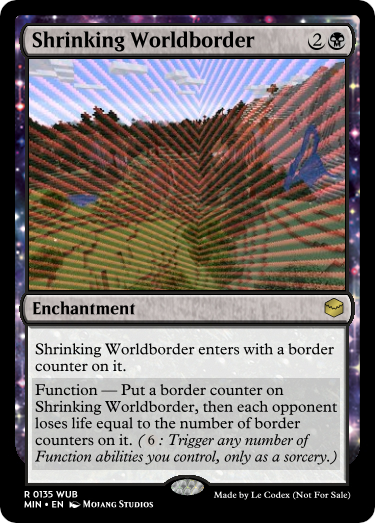 Shrinking Worldborder 2
Enchantment
Shrinking Worldborder enters with a border
counter on it.
Function — Put a border counter on
Shrinking Worldborder, then each opponent
loses life equal to the number of border
counters on it. ( 6 : Trigger any number of
Function abilities you control, only as a sorcery.)
R 0135 WUB
MIN • EN Mojang Studios
Made by Le Codex (Not For Sale)